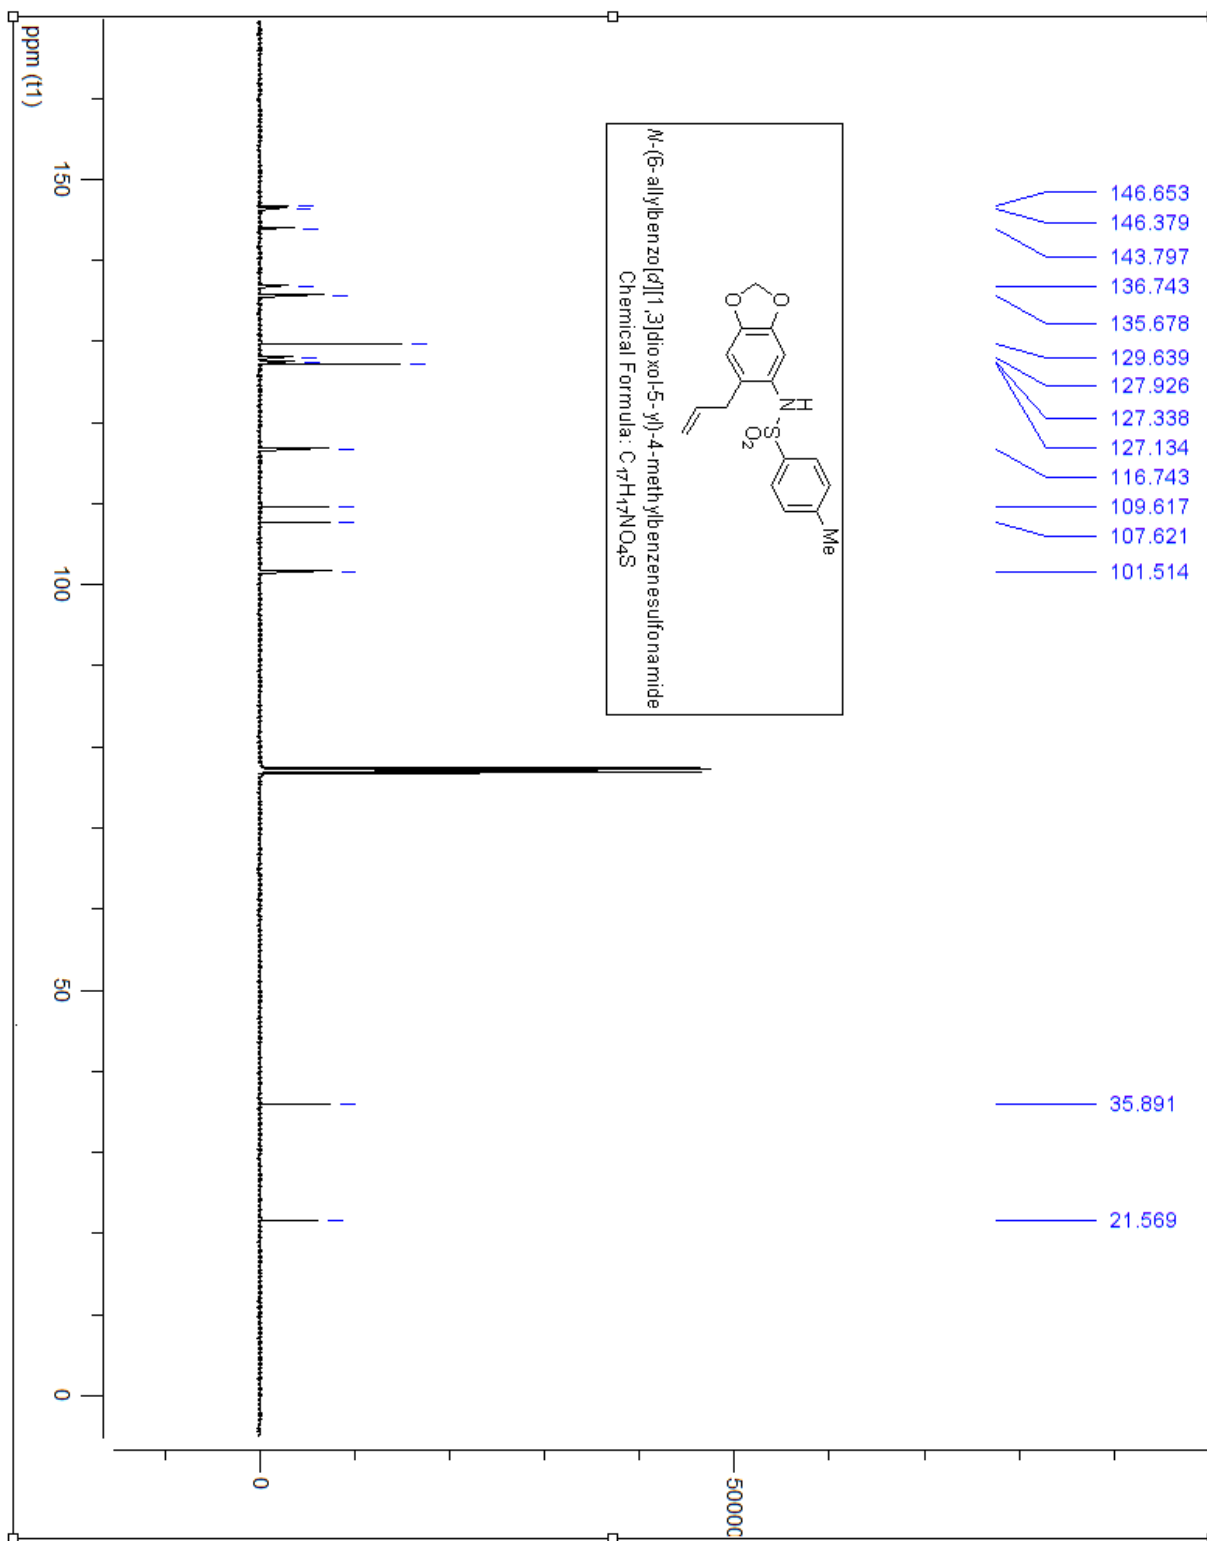 146.653
146.379
143.797
136.743
135.678
129.639
127.926
127.338
127.134
116.743
109.617
107.621
101.514
35.891
21.569
O
O
N
H
S
O2
Me
N-(6-allylbenzo[d][1,3]dioxol-5-yl)-4-methylbenzenesulfonamide
Chemical Formula: C17H17NO4S
150
100
50
0
ppm (t1)
0
50000